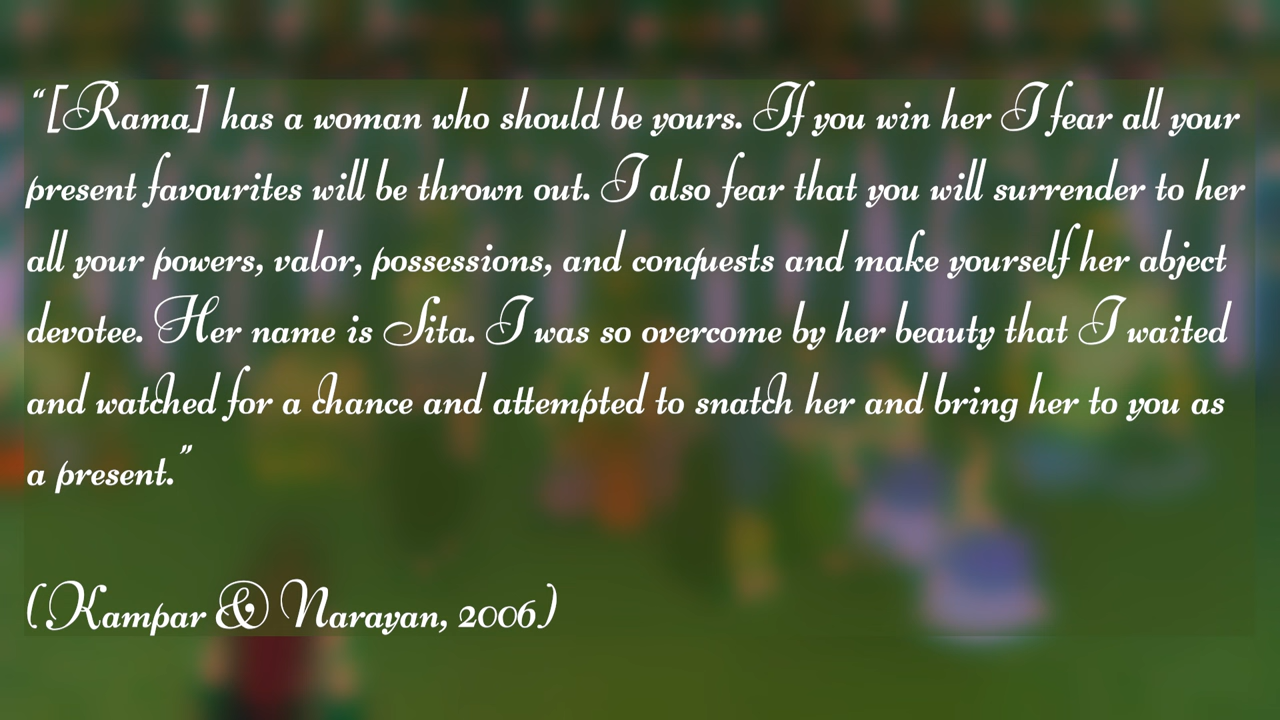 “[Rama] has a woman who should be yours. If you win her I fear all your
present favourites will be thrown out. I also fear that you will surrender to her
all your powers, valor, possessions, and conquests and make yourself her abject
devotee. Her name is Sita. I was so overcome by her beauty that I waited
and watched for a chance and attempted to snatch her and bring her to you as
a present.”
(Kampar & Narayan, 2006)